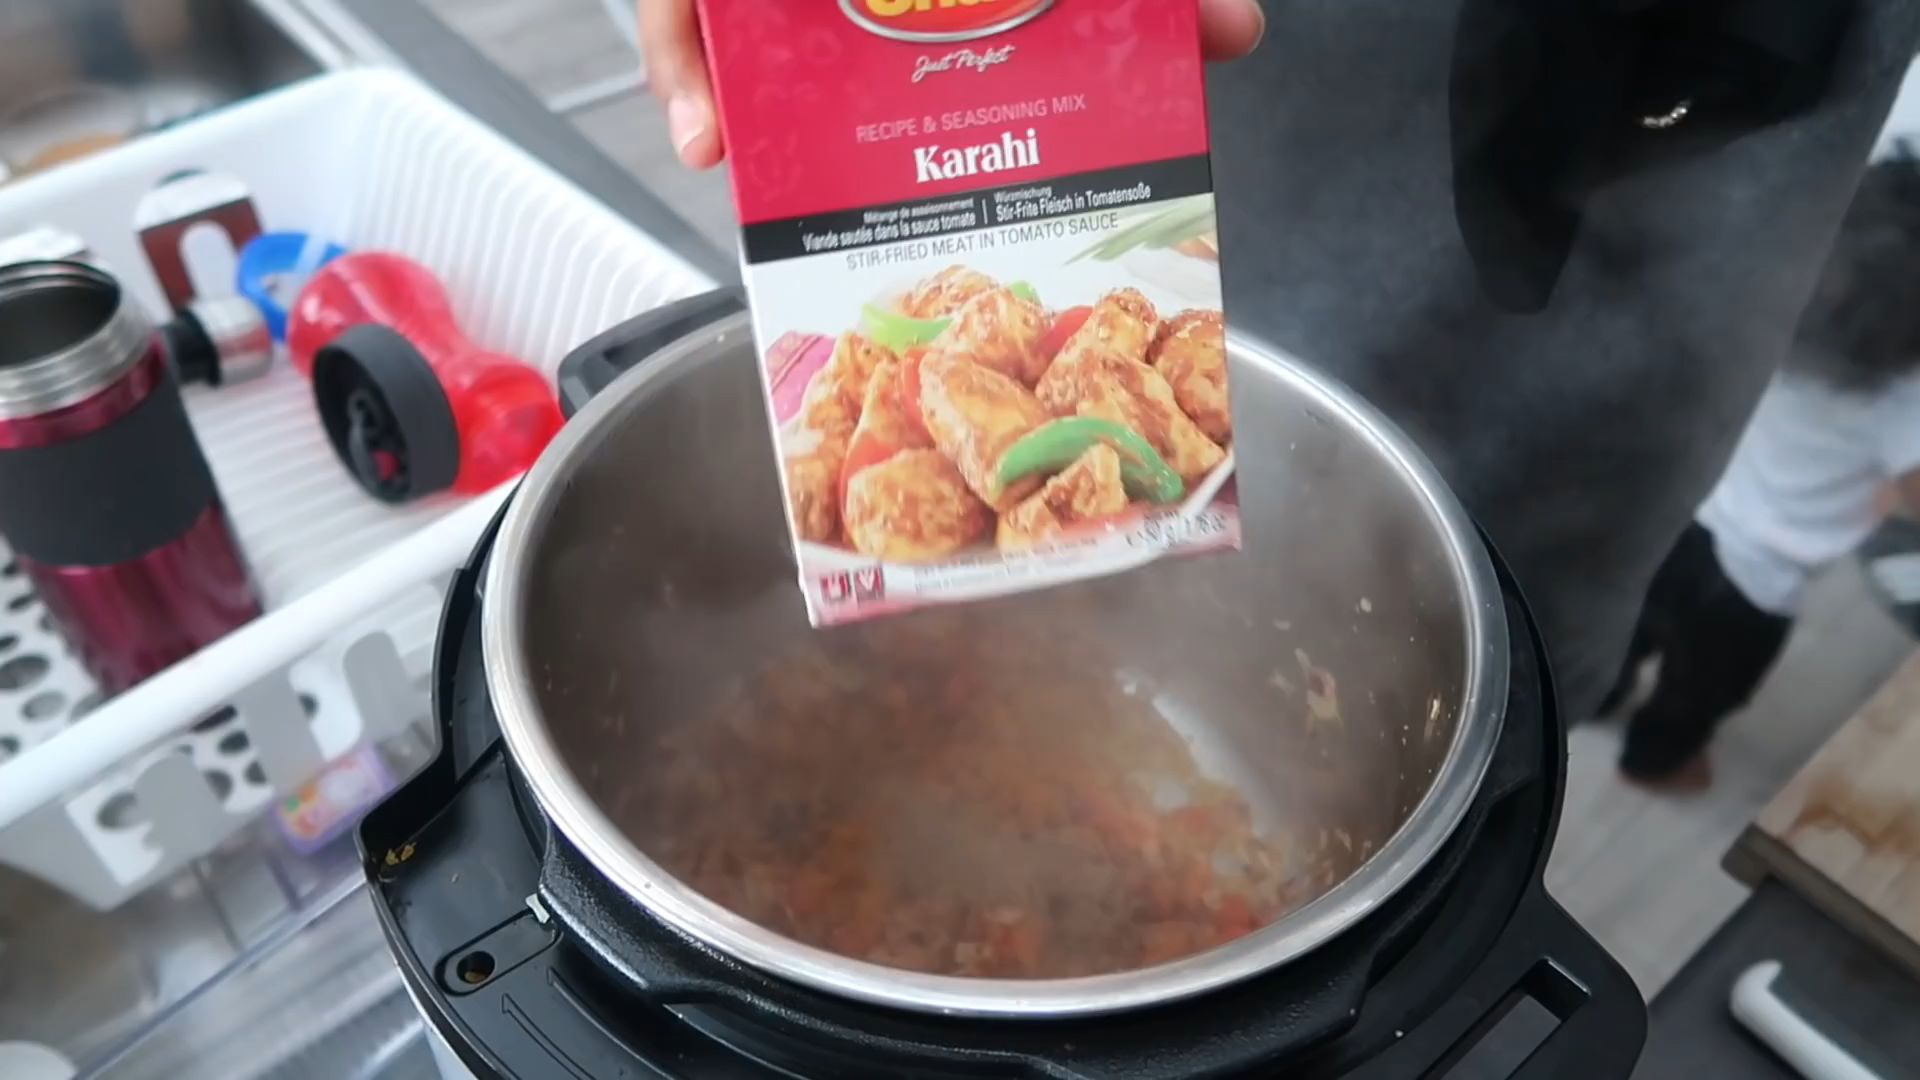 Just Perfect
RECIPE & SEASONING MIX
Karahi
Mélange de assaisonnement
Viande sautée dans la sauce tomate
Würzmischung
Stir-Frite Fleisch in Tomatensoße
STIR-FRIED MEAT IN TOMATO SAUCE